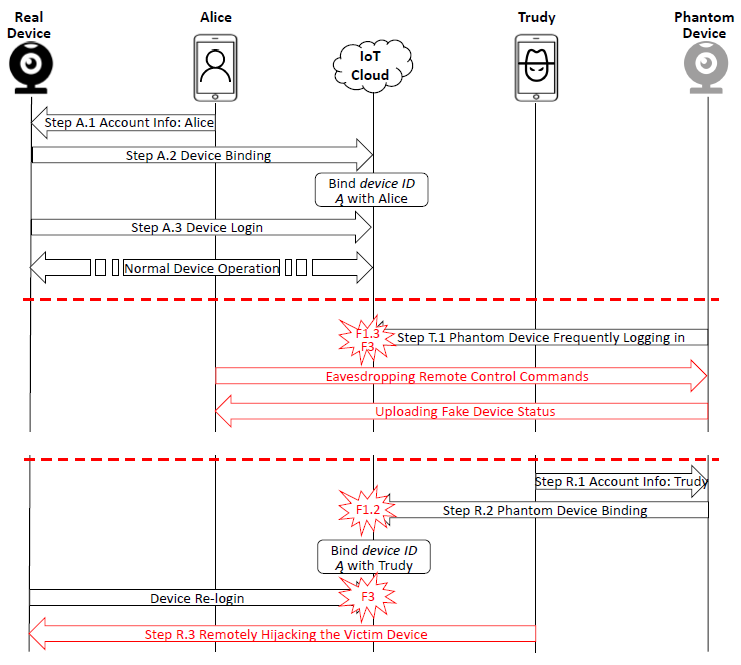 Real
Device
Alice
IoT
Cloud
Trudy
Phantom
Device
Step A.1 Account Info: Alice
Step A.2 Device Binding
Bind device ID
A with Alice
Step A.3 Device Login
Normal Device Operation
F1.3
F3
Step T.1 Phantom Device Frequently Logging in
Eavesdropping Remote Control Commands
Uploading Fake Device Status
Step R.1 Account Info: Trudy
F1.2
Step R.2 Phantom Device Binding
Bind device ID
A with Trudy
Device Re-login
F3
Step R.3 Remotely Hijacking the Victim Device